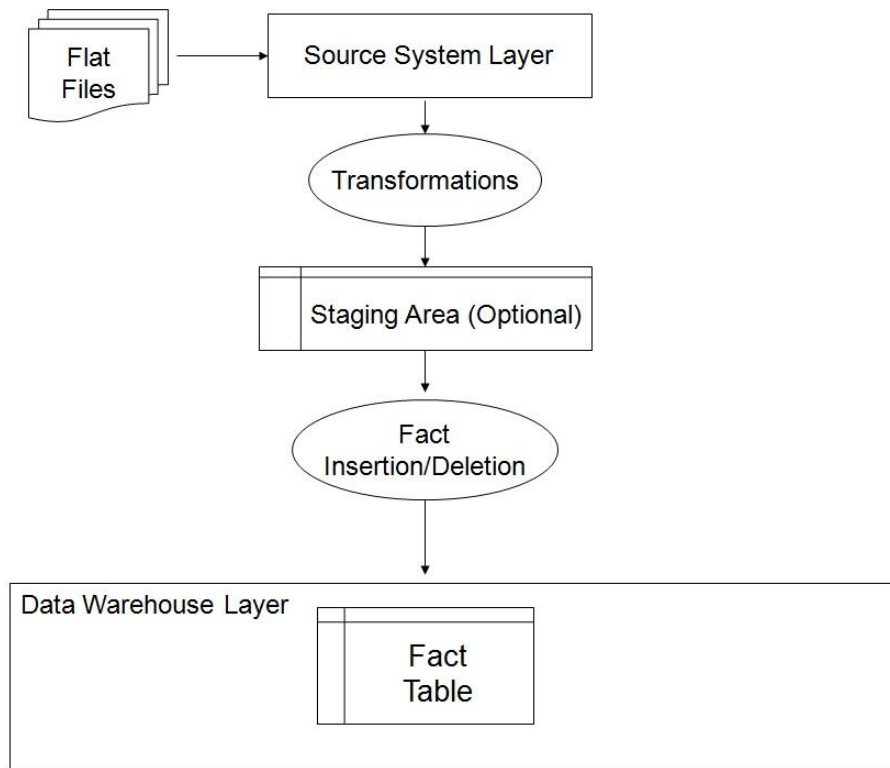 Flat
Files
Source System Layer
Transformations
Staging Area (Optional)
Fact
Insertion/Deletion
Data Warehouse Layer
Fact
Table